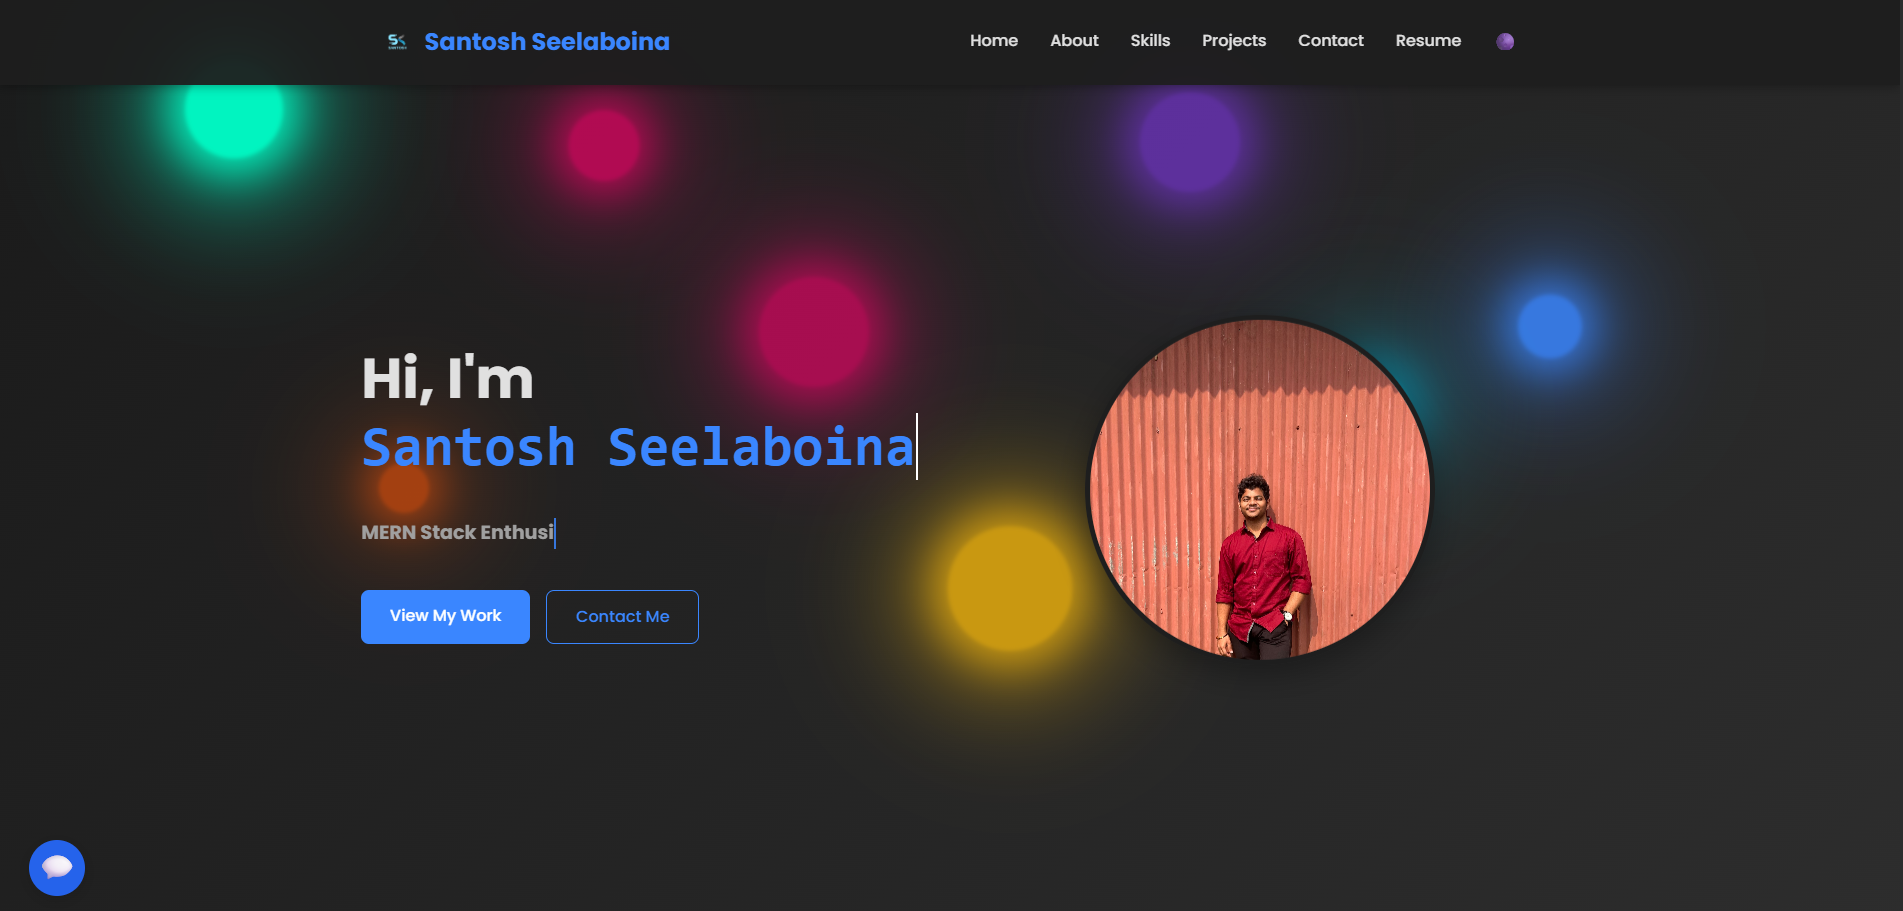 SK
SANTOSH
Santosh Seelaboina
Home
About
Skills
Projects
Contact
Resume
Hi, I'm
Santosh Seelaboina
MERN Stack Enthusi
View My Work
Contact Me